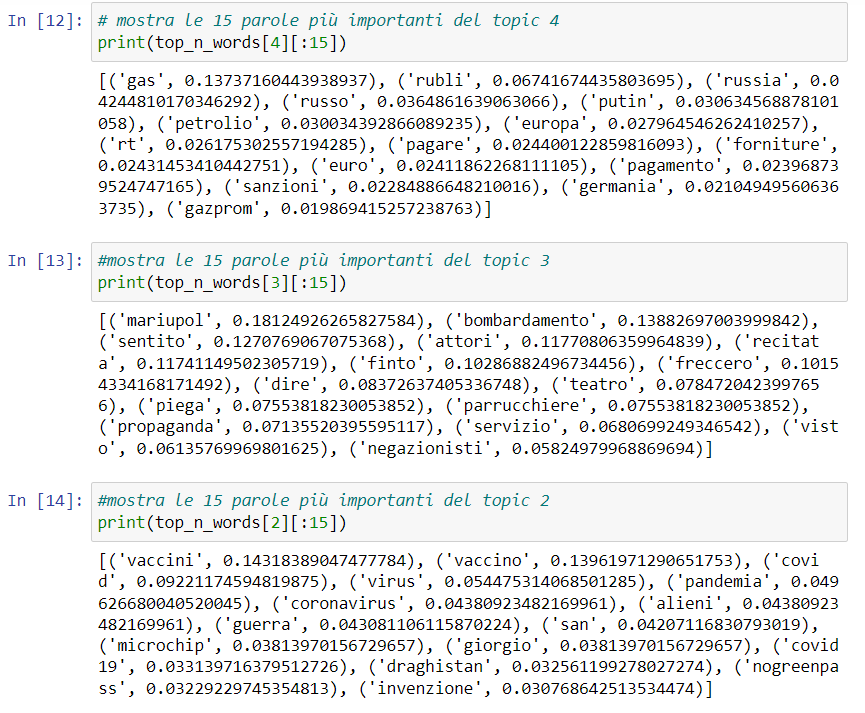 In [12]: # mostra le 15 parole più importanti del topic 4
print(top_n_words[4][:15])
[('gas', 0.13737160443938937), ('rubli', 0.06741674435803695), ('russia', 0.0
4244810170346292), ('russo', 0.0364861639063066), ('putin', 0.030634568878101
058), ('petrolio', 0.030034392866089235), ('europa', 0.027964546262410257),
('rt', 0.026175302557194285), ('pagare', 0.024400122859816093), ('forniture',
0.02431453410442751), ('euro', 0.02411862268111105), ('pagamento', 0.02396873
9524747165), ('sanzioni', 0.02284886648210016), ('germania', 0.02104949560636
3735), ('gazprom', 0.019869415257238763)]
In [13]: #mostra le 15 parole più importanti del topic 3
print(top_n_words[3][:15])
[('mariupol', 0.18124926265827584), ('bombardamento', 0.13882697003999842),
('sentito', 0.1270769067075368), ('attori', 0.11770806359964839), ('recitat
a', 0.11741149502305719), ('finto', 0.10286882496734456), ('freccero', 0.1015
4334168171492), ('dire', 0.08372637405336748), ('teatro', 0.078472042399765
6), ('piega', 0.07553818230053852), ('parrucchiere', 0.07553818230053852),
('propaganda', 0.07135520395595117), ('servizio', 0.0680699249346542), ('vist
o', 0.06135769969801625), ('negazionisti', 0.05824979968869694)]
In [14]: #mostra le 15 parole più importanti del topic 2
print(top_n_words[2][:15])
[('vaccini', 0.14318389047477784), ('vaccino', 0.13961971290651753), ('covi
d', 0.09221174594819875), ('virus', 0.054475314068501285), ('pandemia', 0.049
626680040520045), ('coronavirus', 0.04380923482169961), ('alieni', 0.04380923
482169961), ('guerra', 0.043081106115870224), ('san', 0.04207116830793019),
('microchip', 0.03813970156729657), ('giorgio', 0.03813970156729657), ('covid
19', 0.033139716379512726), ('draghistan', 0.032561199278027274), ('nogreenpa
ss', 0.03229229745354813), ('invenzione', 0.030768642513534474)]